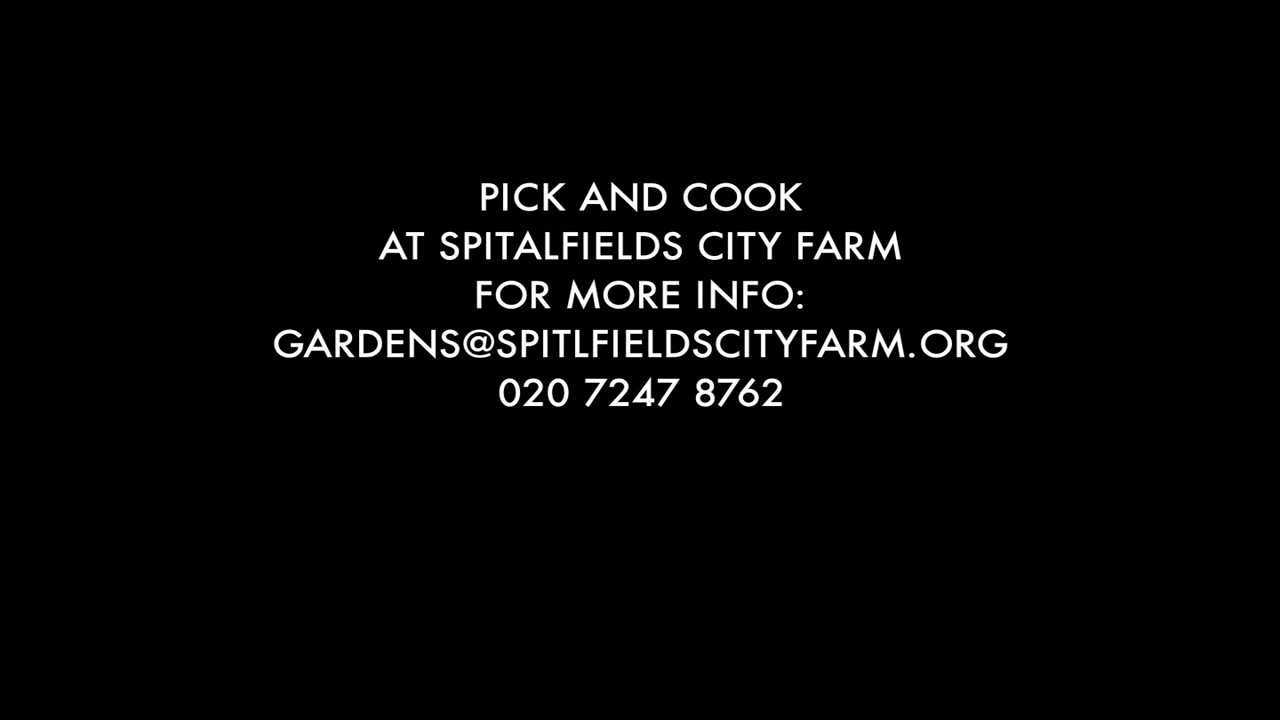 PICK AND COOK
AT SPITALFIELDS CITY FARM
FOR MORE INFO:
GARDENS@SPITLFIELDSCITYFARM.ORG
020 7247 8762